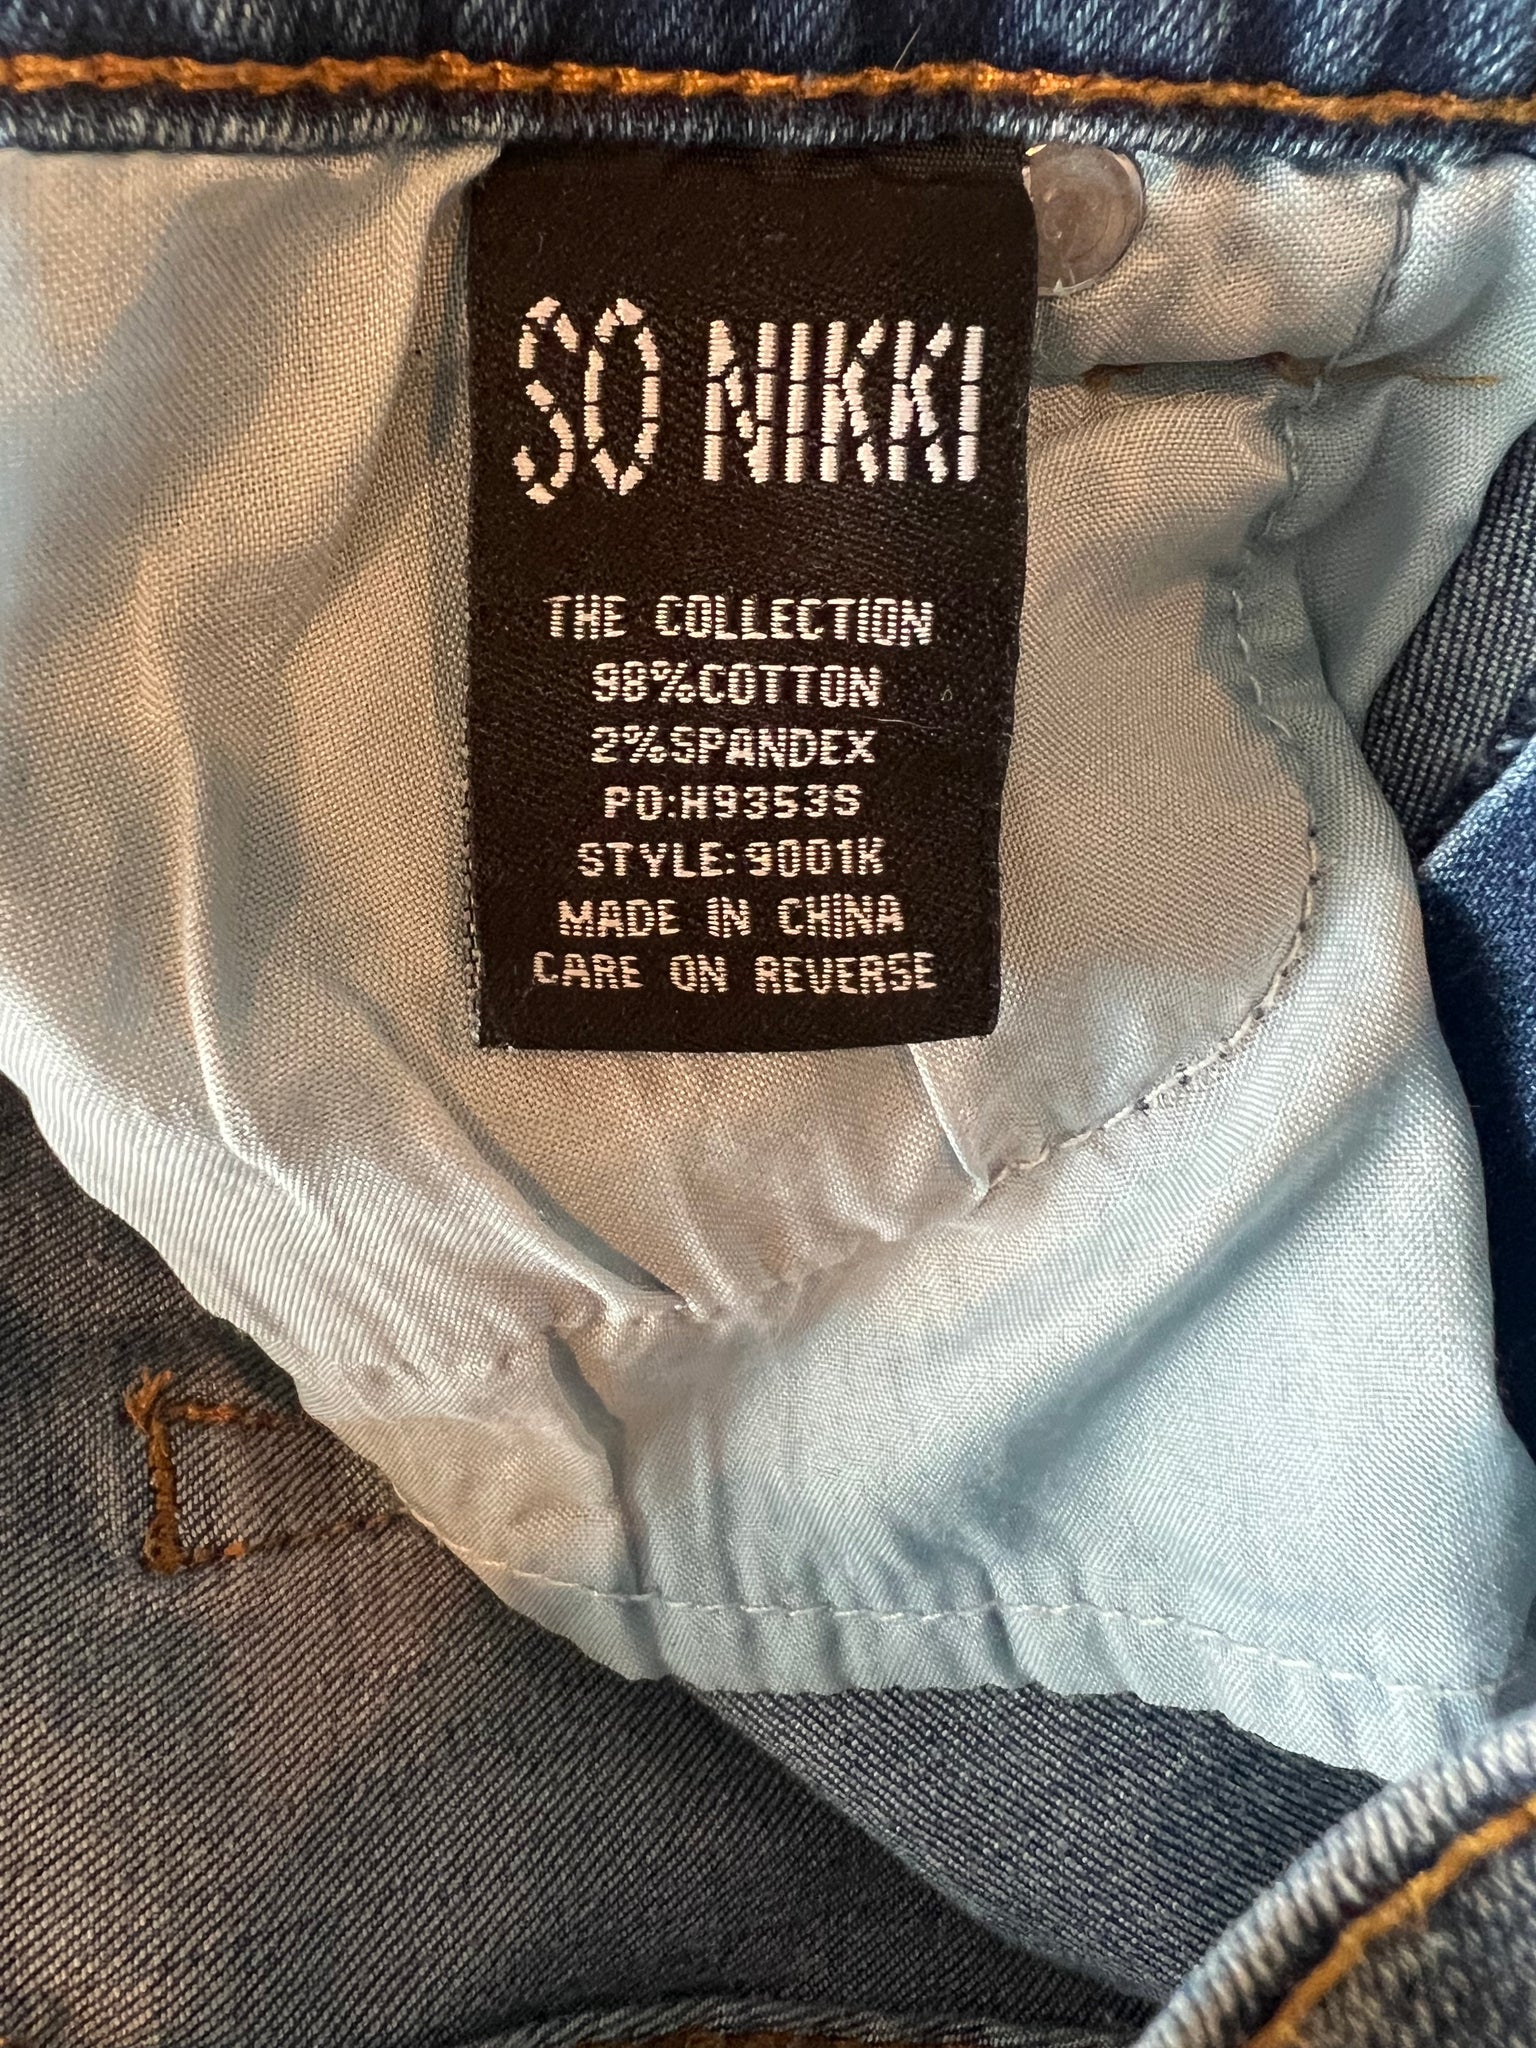 SO NIKKI
THE COLLECTION
98%COTTON
2%SPANDEX
PO:H9353S
STYLE:9001K
MADE IN CHINA
CARE ON REVERSE